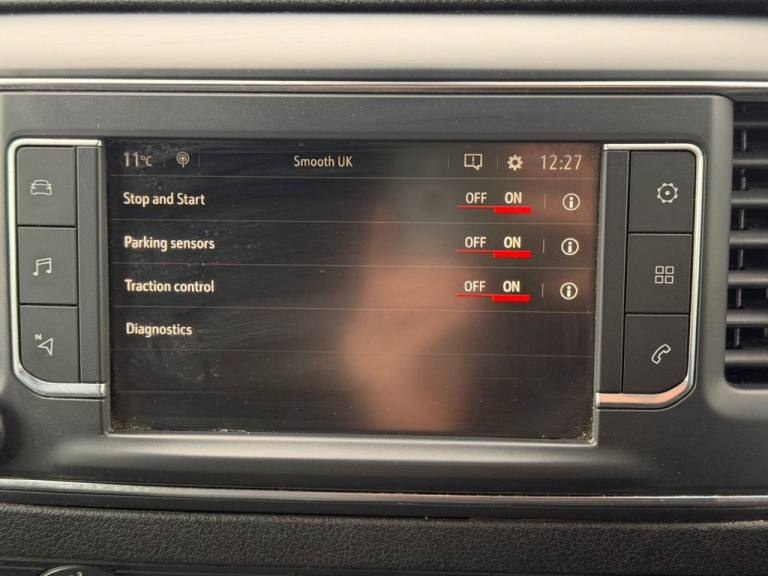 11°C Smooth UK 12:27
Stop and Start OFF ON
Parking sensors OFF ON
Traction control OFF ON
Diagnostics
N